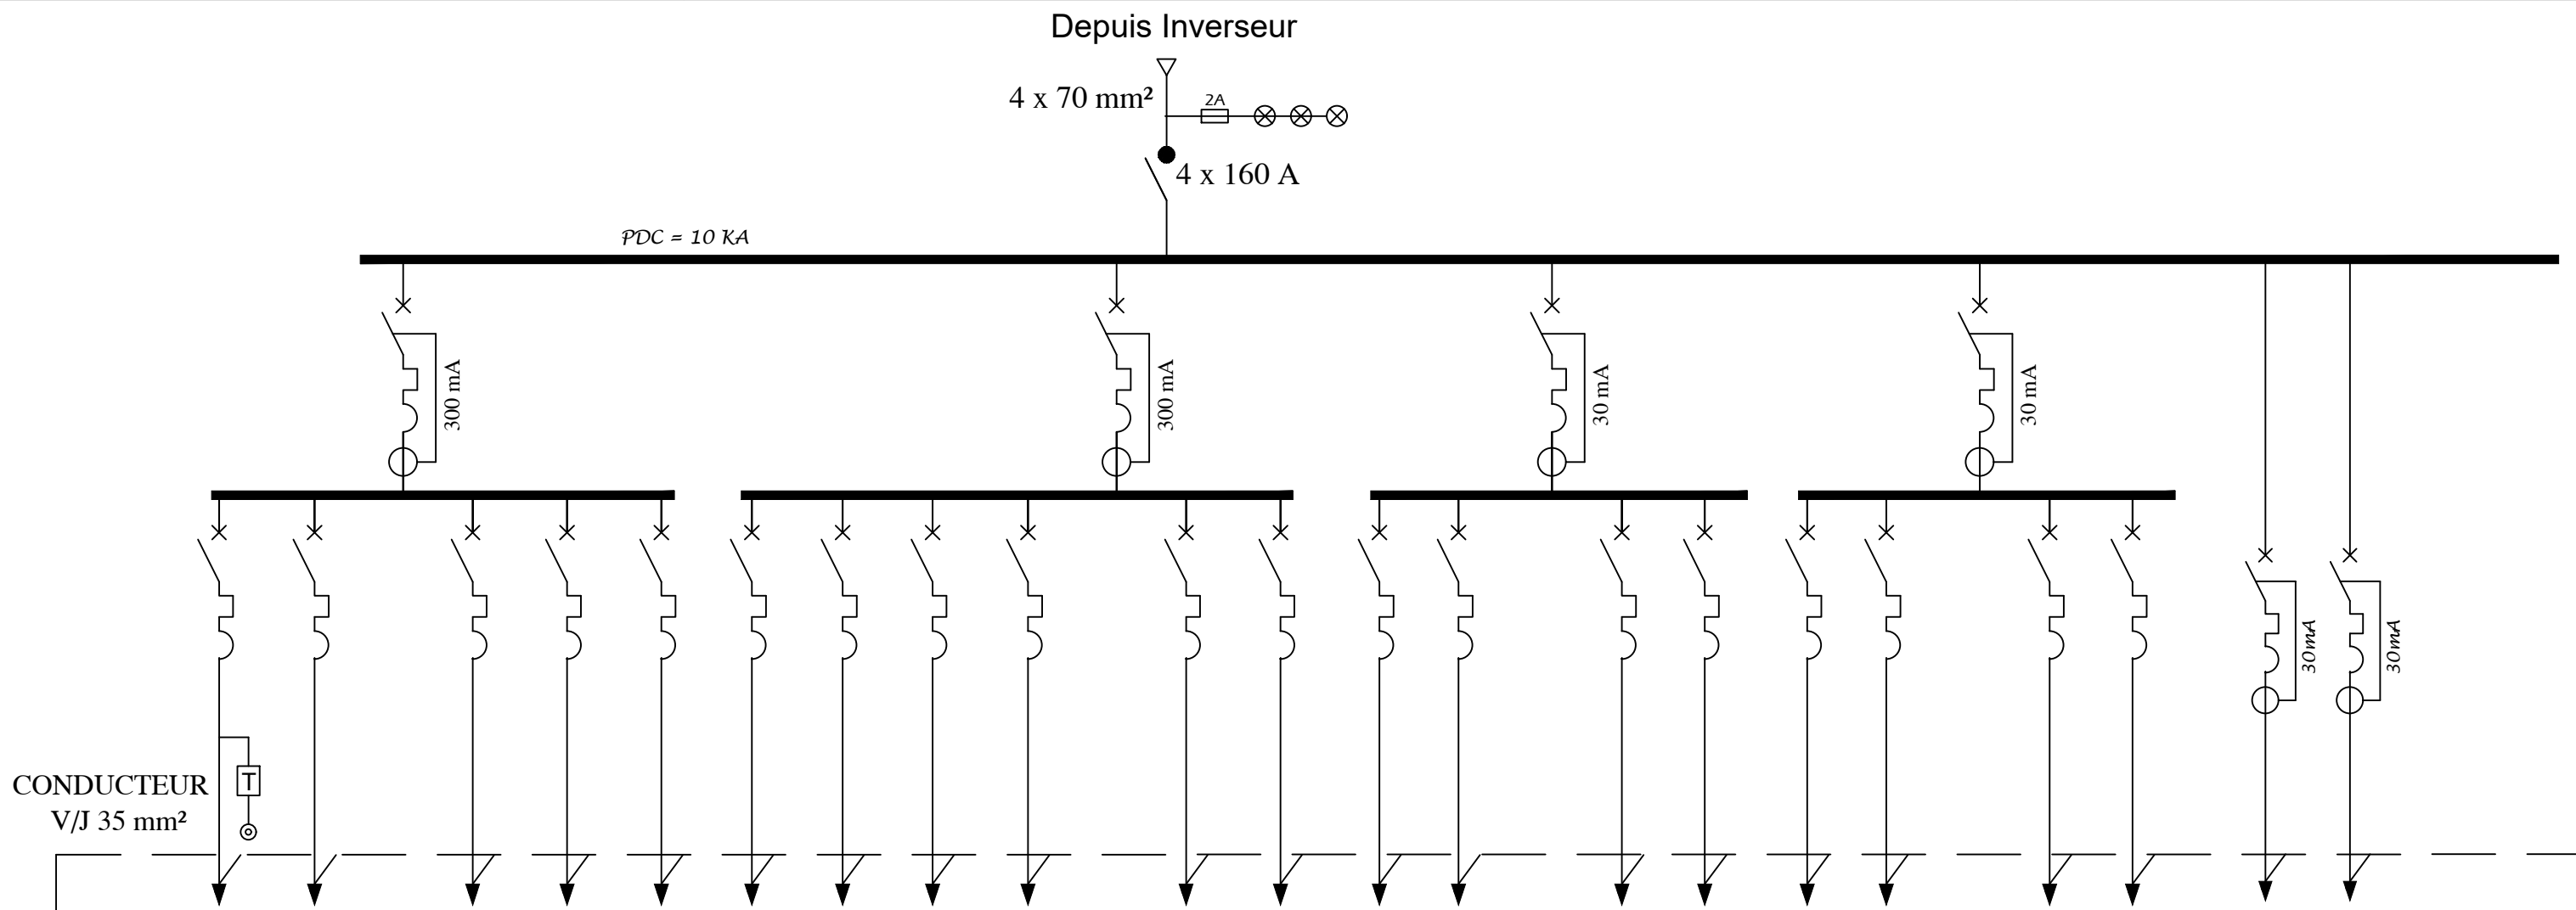 Depuis Inverseur
4 x 70 mm²
2A
4 x 160 A
PDC = 10 KA
300 mA
300 mA
30 mA
30 mA
30mA
30mA
CONDUCTEUR
V/J 35 mm²
T